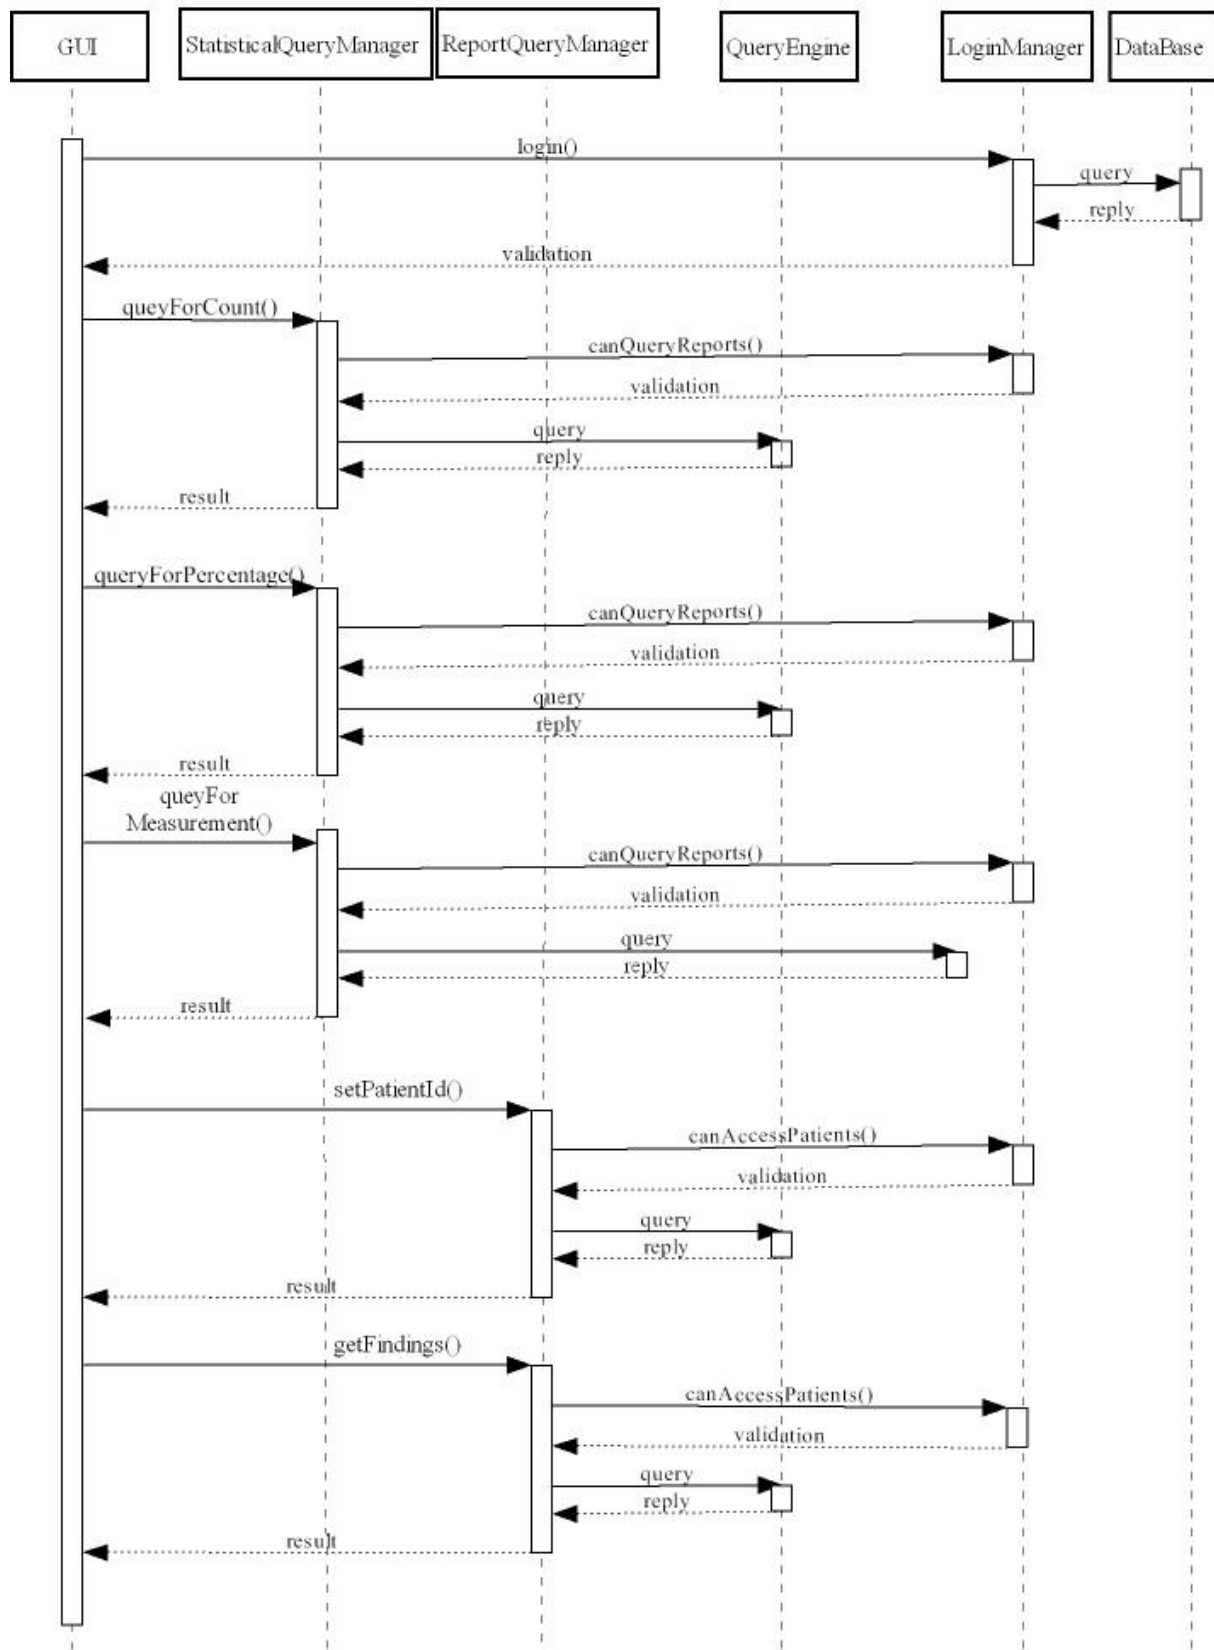 GUI
StatisticalQueryManager
ReportQueryManager
QueryEngine
LoginManager
DataBase
login()
query
reply
validation
queyForCount()
canQueryReports()
validation
query
reply
result
queryForPercentage()
canQueryReports()
validation
query
reply
result
queyFor
Measurement()
canQueryReports()
validation
query
reply
result
setPatientId()
canAccessPatients()
validation
query
reply
result
getFindings()
canAccessPatients()
validation
query
reply
result